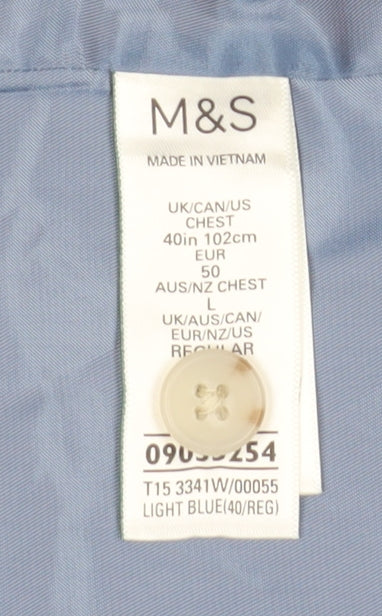 M&S
MADE IN VIETNAM
UK/CAN/US
CHEST
40in 102cm
EUR
50
AUS/NZ CHEST
L
UK/AUS/CAN/
EUR/NZ/US
REGULAR
T15 3341W/00055
LIGHT BLUE(40/REG)